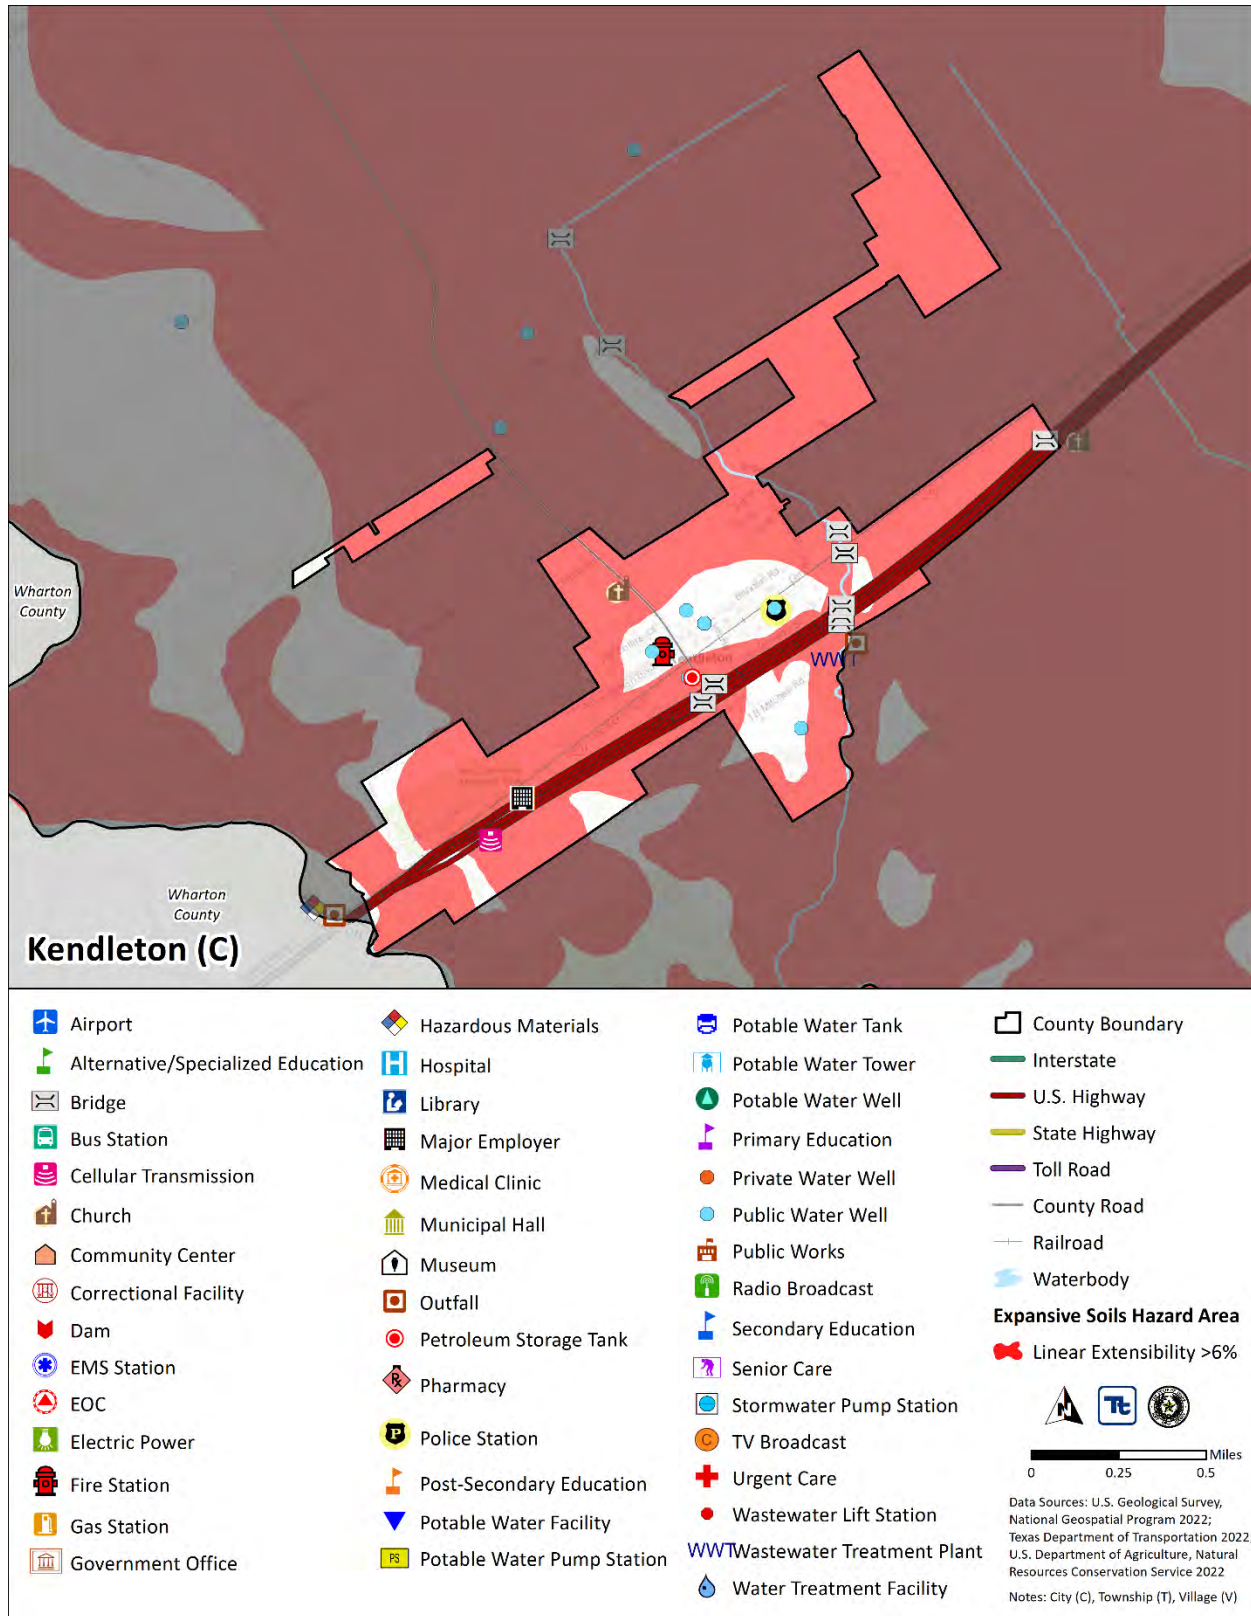 Wharton
County
Wharton
County
Kendleton (C)
WWT
Airport
Alternative/Specialized Education
Bridge
Bus Station
Cellular Transmission
Church
Community Center
Correctional Facility
Dam
EMS Station
EOC
Electric Power
Fire Station
Gas Station
Government Office
Hazardous Materials
Hospital
Library
Major Employer
Medical Clinic
Municipal Hall
Museum
Outfall
Petroleum Storage Tank
Pharmacy
Police Station
Post-Secondary Education
Potable Water Facility
PS Potable Water Pump Station
Potable Water Tank
Potable Water Tower
Potable Water Well
Primary Education
Private Water Well
Public Water Well
Public Works
Radio Broadcast
Secondary Education
Senior Care
Stormwater Pump Station
C TV Broadcast
Urgent Care
Wastewater Lift Station
WWT Wastewater Treatment Plant
Water Treatment Facility
County Boundary
Interstate
U.S. Highway
State Highway
Toll Road
County Road
Railroad
Waterbody
Expansive Soils Hazard Area
Linear Extensibility >6%
N Tt
Miles
0 0.25 0.5
Data Sources: U.S. Geological Survey,
National Geospatial Program 2022;
Texas Department of Transportation 2022
U.S. Department of Agriculture, Natural
Resources Conservation Service 2022
Notes: City (C), Township (T), Village (V)